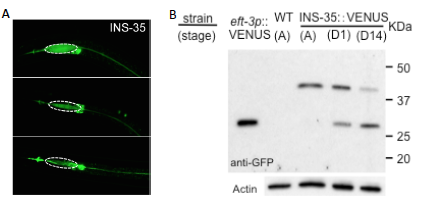 A
INS-35
B
strain
(stage)
eft-3p::
VENUS
WT
(A)
INS-35::VENUS
(A) (D1) (D14)
KDa
50
37
25
20
anti-GFP
Actin